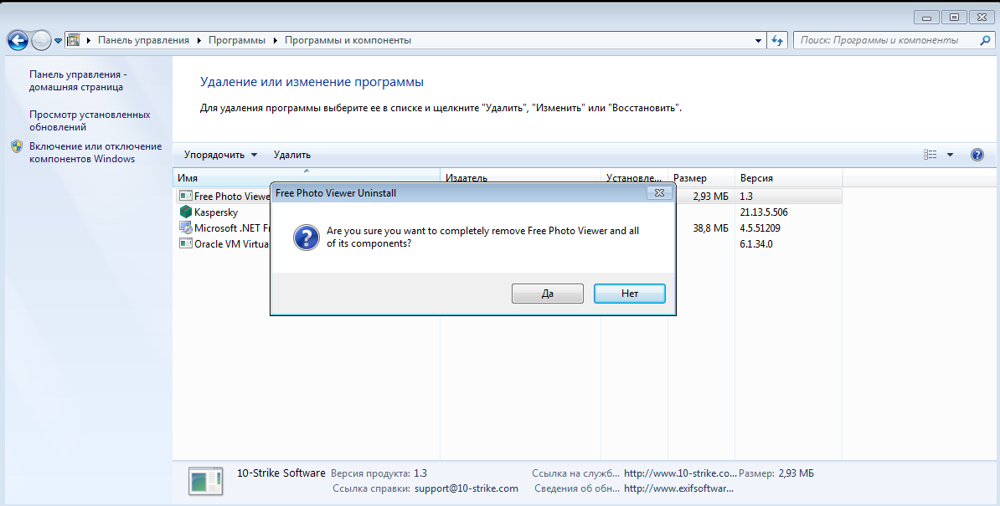 Панель управления Программы Программы и компоненты
Поиск: Программы и компоненты
Панель управления -
домашняя страница
Просмотр установленных
обновлений
Включение или отключение
компонентов Windows
Удаление или изменение программы
Для удаления программы выберите ее в списке и щелкните "Удалить", "Изменить" или "Восстановить".
Упорядочить Удалить
Имя Издатель Установле... Размер Версия
Free Photo Viewe 2,93 МБ 1.3
Kaspersky 21.13.5.506
Microsoft .NET Fr 38,8 МБ 4.5.51209
Oracle VM Virtua 6.1.34.0
Free Photo Viewer Uninstall
Are you sure you want to completely remove Free Photo Viewer and all
of its components?
Да Нет
10-Strike Software Версия продукта: 1.3 Ссылка на служб... http://www.10-strike.co... Размер: 2,93 МБ
Ссылка справки: support@10-strike.com Сведения об обн... http://www.exifsoftwar...